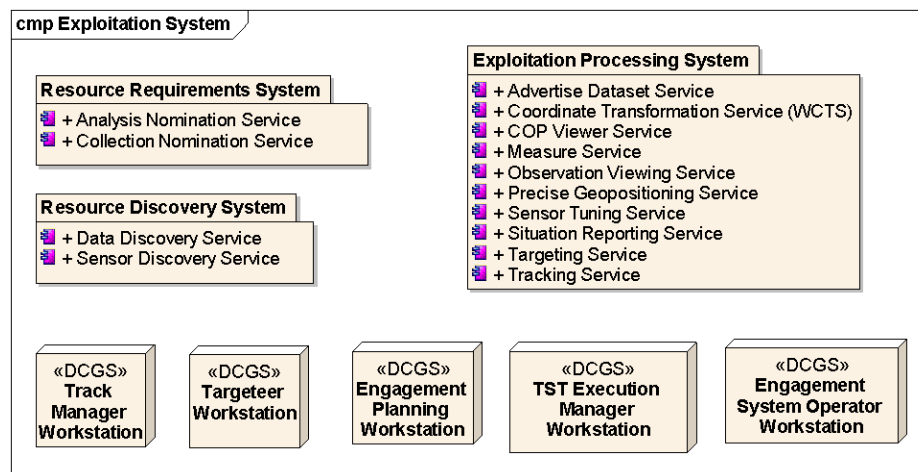 cmp Exploitation System
Resource Requirements System
+ Analysis Nomination Service
+ Collection Nomination Service
Resource Discovery System
+ Data Discovery Service
+ Sensor Discovery Service
Exploitation Processing System
+ Advertise Dataset Service
+ Coordinate Transformation Service (WCTS)
+ COP Viewer Service
+ Measure Service
+ Observation Viewing Service
+ Precise Geopositioning Service
+ Sensor Tuning Service
+ Situation Reporting Service
+ Targeting Service
+ Tracking Service
«DCGS»
Track
Manager
Workstation
«DCGS»
Targeteer
Workstation
«DCGS»
Engagement
Planning
Workstation
«DCGS»
TST Execution
Manager
Workstation
«DCGS»
Engagement
System Operator
Workstation